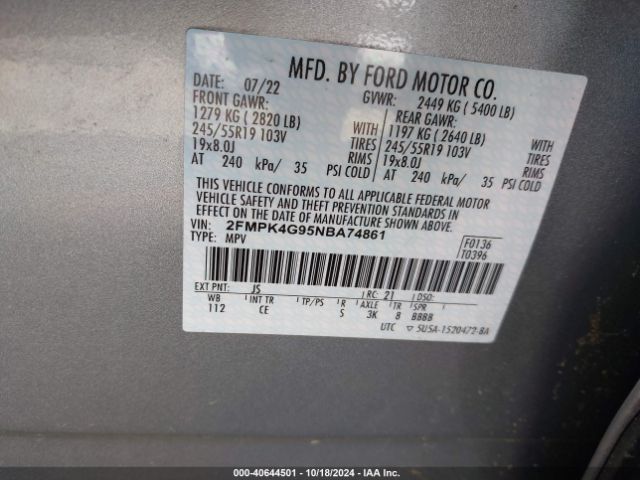 MFD. BY FORD MOTOR CO.
DATE: 07/22 GVWR: 2449 KG ( 5400 LB)
FRONT GAWR: REAR GAWR:
1279 KG ( 2820 LB) WITH 1197 KG ( 2640 LB) WITH
245/55R19 103V TIRES 245/55R19 103V TIRES
19x8.0J RIMS 19x8.0J RIMS
AT 240 kPa/ 35 PSI COLD AT 240 kPa/ 35 PSI COLD
THIS VEHICLE CONFORMS TO ALL APPLICABLE FEDERAL MOTOR
VEHICLE SAFETY AND THEFT PREVENTION STANDARDS IN
EFFECT ON THE DATE OF MANUFACTURE SHOWN ABOVE.
VIN: 2FMPK4G95NBA74861
TYPE: MPV
F0136
T0396
EXT PNT: JS RC: 21 DSO:
WB INT TR TP/PS R AXLE TR SPR
112 CE S 3K 8 BBBB
UTC ▽ 5U5A-1520472-BA
000-40644501 | 10/18/2024 | IAA Inc.